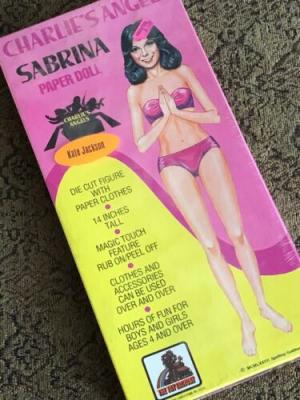 CHARLIE'S ANGEL
SABRINA
PAPER DOLL
CHARLIE'S
ANGELS
Kate Jackson
DIE CUT FIGURE
WITH
PAPER CLOTHES
14 INCHES
TALL
MAGIC TOUCH
FEATURE
RUB ON/PEEL OFF
CLOTHES AND
ACCESSORIES
CAN BE USED
OVER AND OVER
HOURS OF FUN FOR
BOYS AND GIRLS
AGES 4 AND OVER